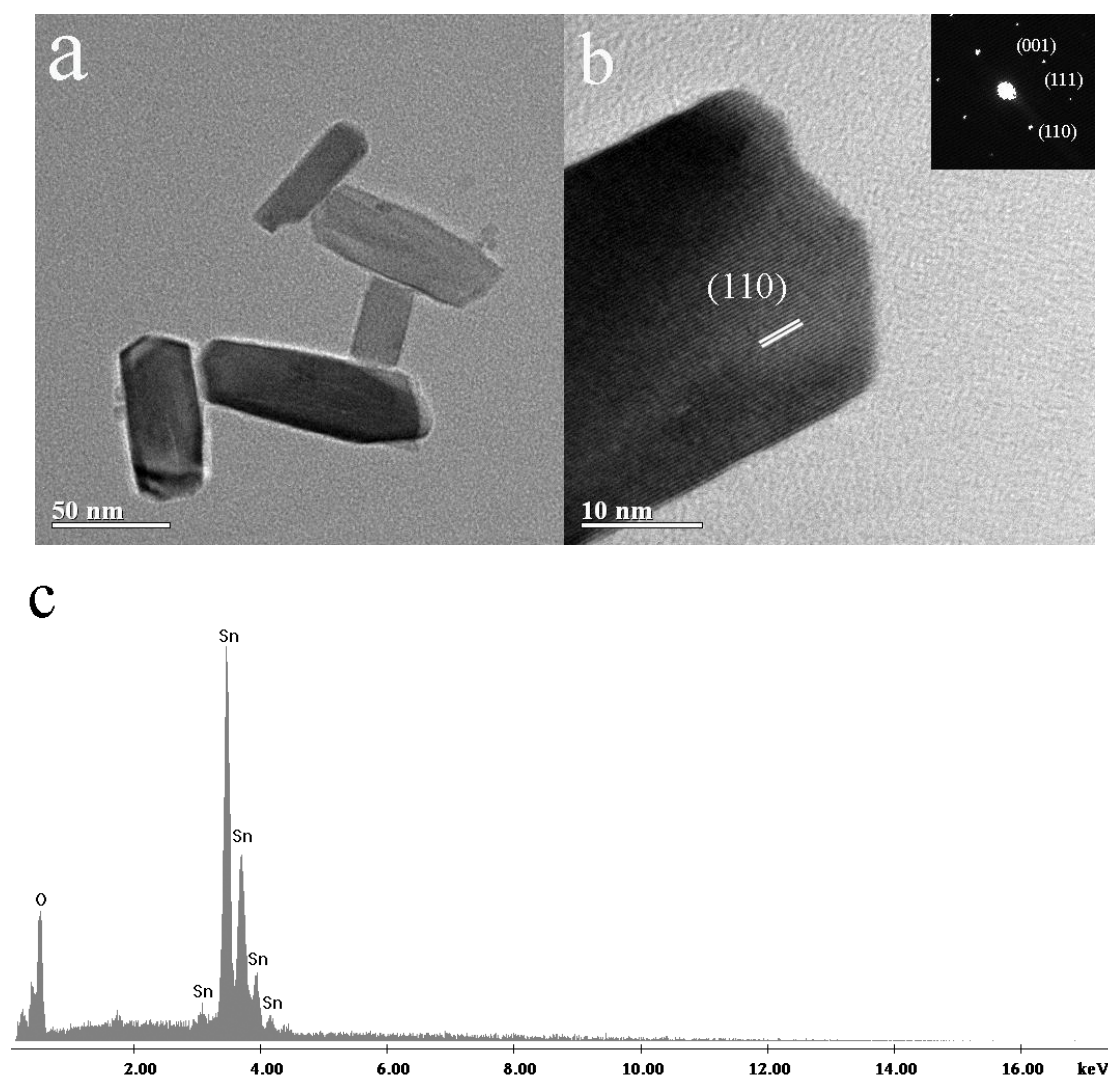 a
50 nm
b
(001)
(111)
(110)
(110)
10 nm
c
Sn
Sn
O
Sn
Sn
Sn
2.00 4.00 6.00 8.00 10.00 12.00 14.00 16.00 keV